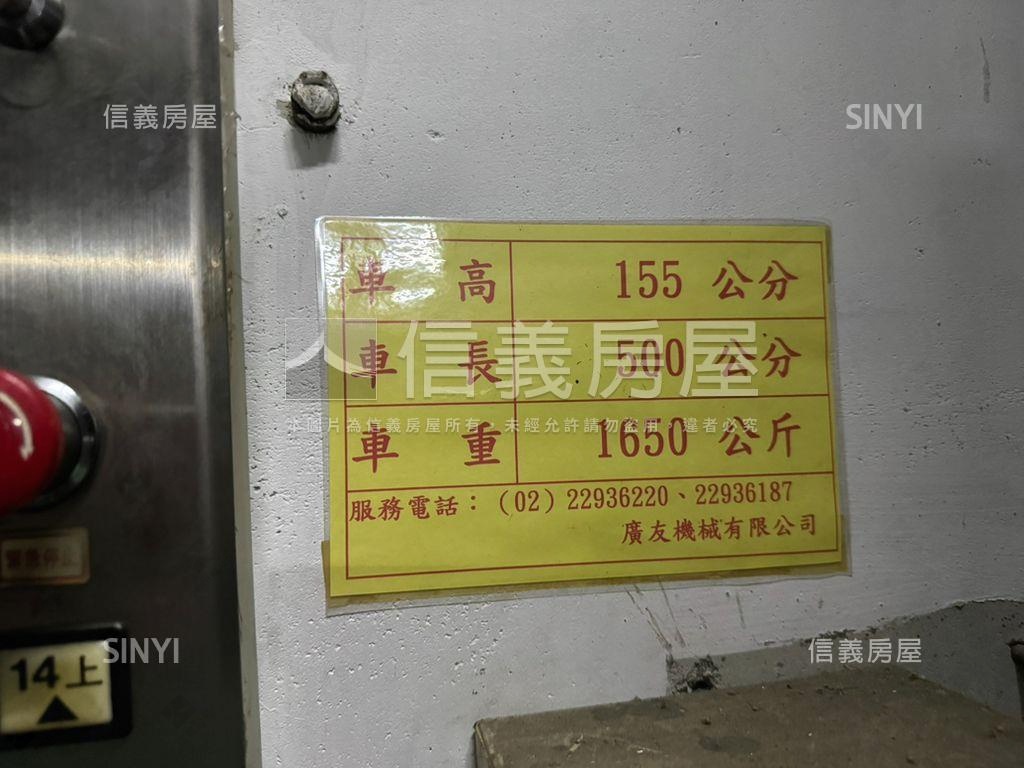 信義房屋
SINYI
車高 155 公分
信義房屋
車長 500 公分
本圖片為信義房屋所有,未經允許請勿盜用,違者必究
車重 1650 公斤
服務電話:(02)22936220、22936187
廣友機械有限公司
緊急停止
14上
SINYI
信義房屋